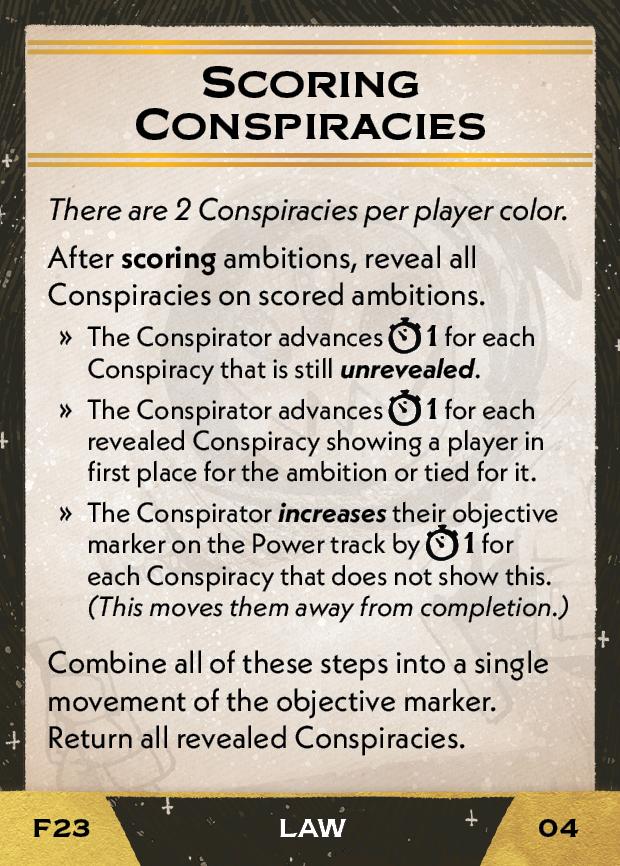 SCORING
CONSPIRACIES
There are 2 Conspiracies per player color.
After scoring ambitions, reveal all
Conspiracies on scored ambitions.
» The Conspirator advances 1 for each
Conspiracy that is still unrevealed.
» The Conspirator advances 1 for each
revealed Conspiracy showing a player in
first place for the ambition or tied for it.
» The Conspirator increases their objective
marker on the Power track by 1 for
each Conspiracy that does not show this.
(This moves them away from completion.)
Combine all of these steps into a single
movement of the objective marker.
Return all revealed Conspiracies.
F23 LAW 04